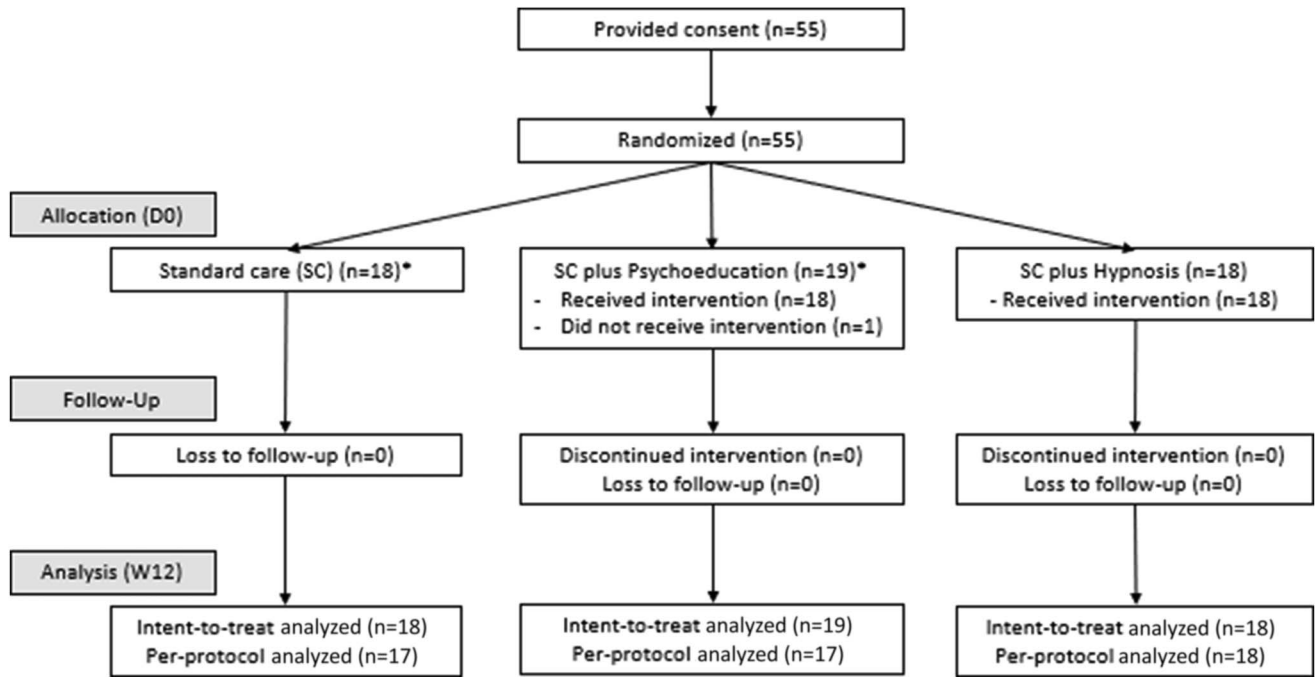 Provided consent (n=55)
Randomized (n=55)
Allocation (D0)
Standard care (SC) (n=18)*
SC plus Psychoeducation (n=19)*
- Received intervention (n=18)
- Did not receive intervention (n=1)
SC plus Hypnosis (n=18)
- Received intervention (n=18)
Follow-Up
Loss to follow-up (n=0)
Discontinued intervention (n=0)
Loss to follow-up (n=0)
Discontinued intervention (n=0)
Loss to follow-up (n=0)
Analysis (W12)
Intent-to-treat analyzed (n=18)
Per-protocol analyzed (n=17)
Intent-to-treat analyzed (n=19)
Per-protocol analyzed (n=17)
Intent-to-treat analyzed (n=18)
Per-protocol analyzed (n=18)